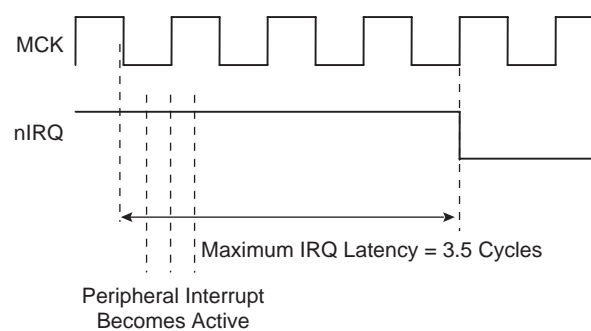 MCK
nIRQ
Maximum IRQ Latency = 3.5 Cycles
Peripheral Interrupt
Becomes Active